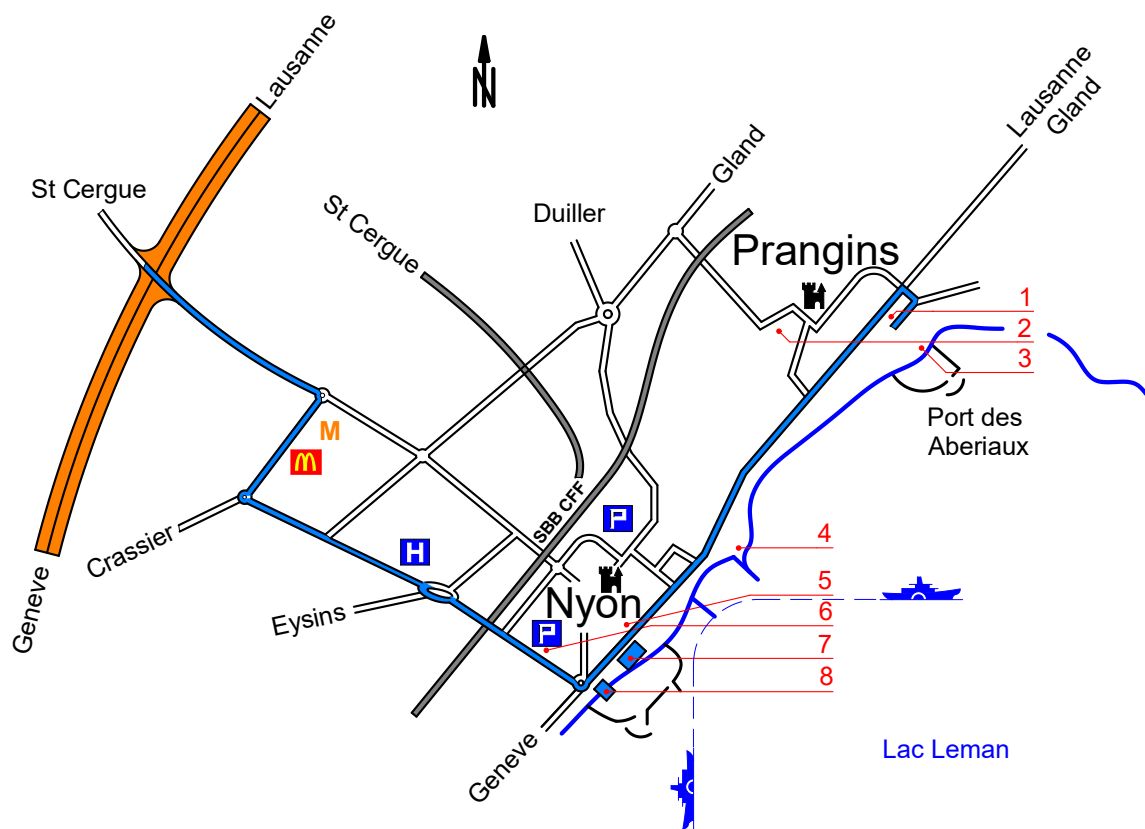 Lausanne
N
Lausanne
Gland
Gland
St Cergue
St Cergue
Duiller
Prangins
1
2
3
Port des
Aberiaux
M
M
SBB CFF
P
H
Crassier
4
Geneve
Eysins
Nyon
5
6
P
7
8
Geneve
Lac Leman